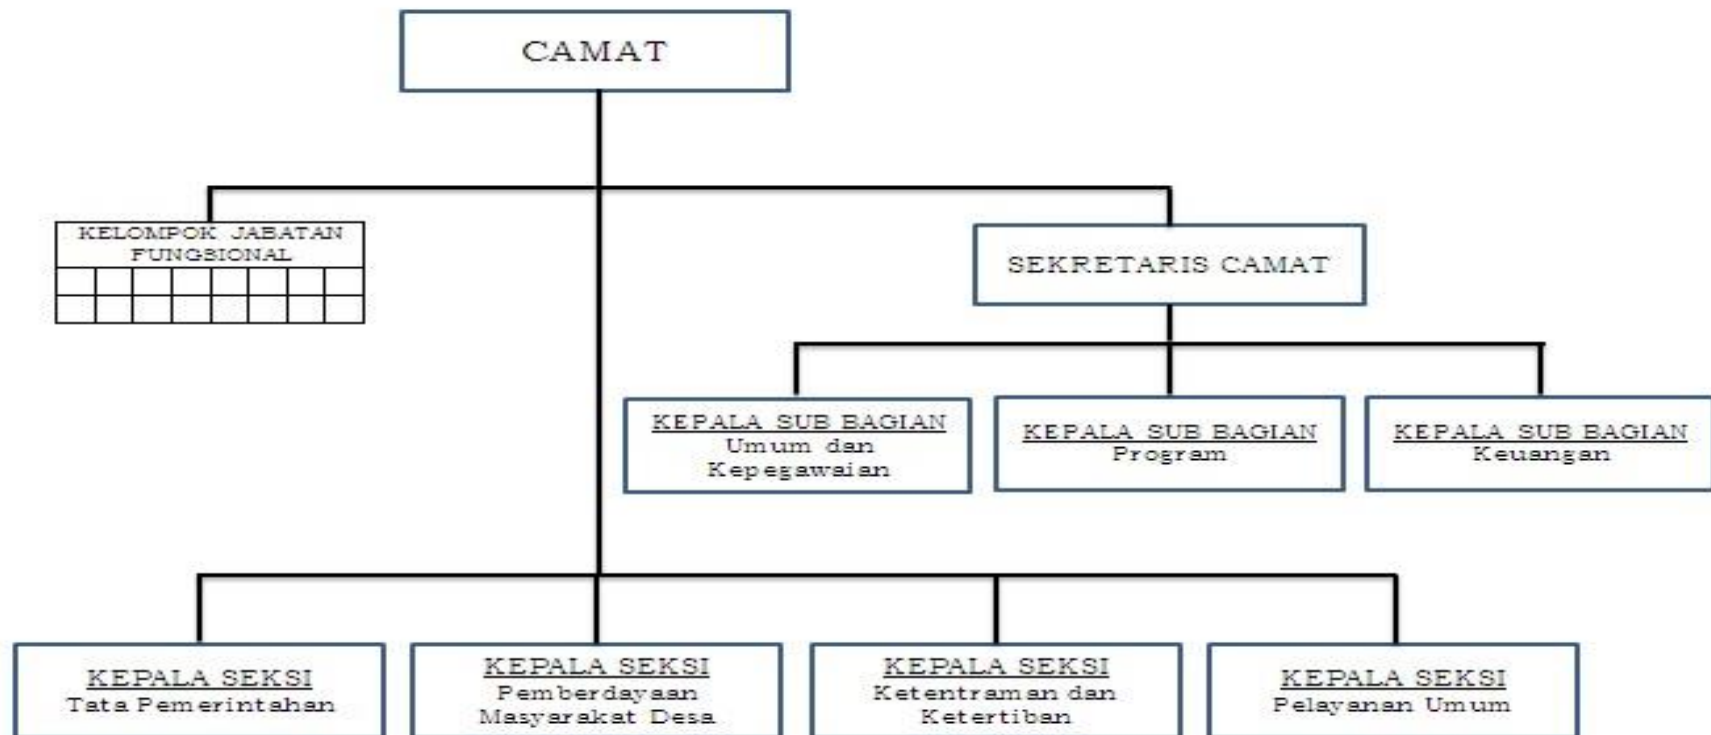 CAMAT
KELOMPOK JABATAN
FUNGSIONAL
SEKRETARIS CAMAT
KEPALA SUB BAGIAN
Umum dan
Kepegawaian
KEPALA SUB BAGIAN
Program
KEPALA SUB BAGIAN
Keuangan
KEPALA SEKSI
Tata Pemerintahan
KEPALA SEKSI
Pemberdayaan
Masyarakat Desa
KEPALA SEKSI
Ketentraman dan
Ketertiban
KEPALA SEKSI
Pelayanan Umum